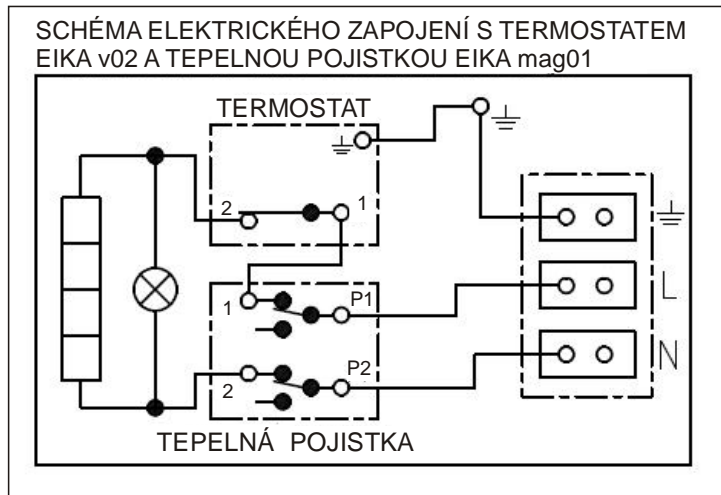 SCHÉMA ELEKTRICKÉHO ZAPOJENÍ S TERMOSTATEM
EIKA v02 A TEPELNOU POJISTKOU EIKA mag01
TERMOSTAT
2
1
1
P1
L
2
P2
N
TEPELNÁ POJISTKA